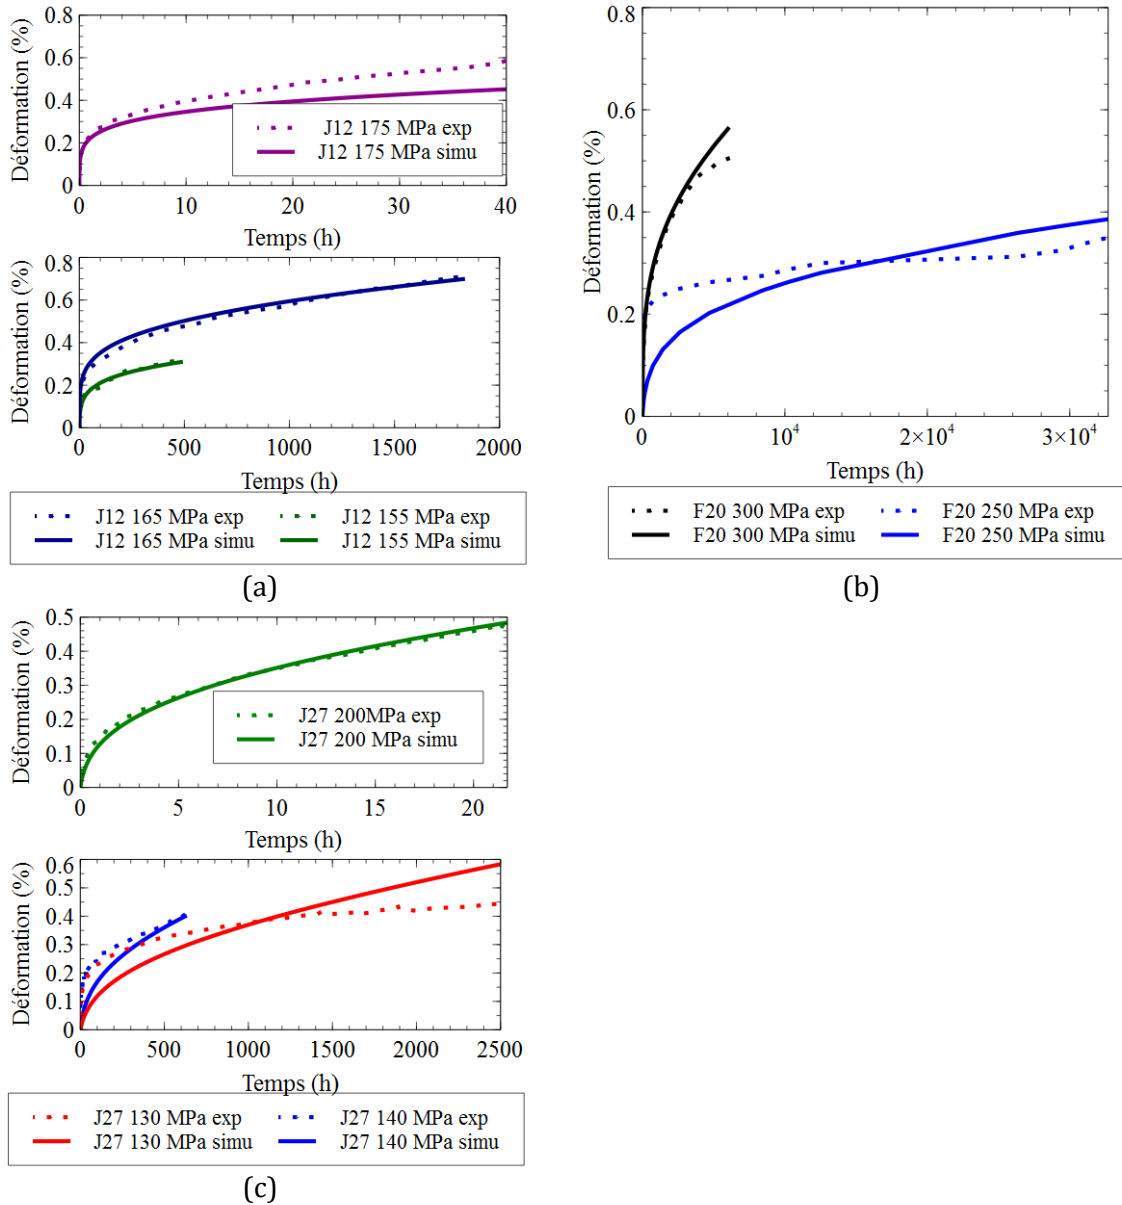 Déformation (%)
0.8
0.6
0.4
0.2
0
J12 175 MPa exp
J12 175 MPa simu
0 10 20 30 40
Temps (h)
Déformation (%)
0.8
0.6
0.4
0.2
0
0 500 1000 1500 2000
Temps (h)
J12 165 MPa exp J12 155 MPa exp
J12 165 MPa simu J12 155 MPa simu
(a)
Déformation (%)
0.8
0.6
0.4
0.2
0
0 10⁴ 2×10⁴ 3×10⁴
Temps (h)
F20 300 MPa exp F20 250 MPa exp
F20 300 MPa simu F20 250 MPa simu
(b)
Déformation (%)
0.5
0.4
0.3
0.2
0.1
0
J27 200MPa exp
J27 200 MPa simu
0 5 10 15 20
Temps (h)
Déformation (%)
0.6
0.5
0.4
0.3
0.2
0.1
0
0 500 1000 1500 2000 2500
Temps (h)
J27 130 MPa exp J27 140 MPa exp
J27 130 MPa simu J27 140 MPa simu
(c)